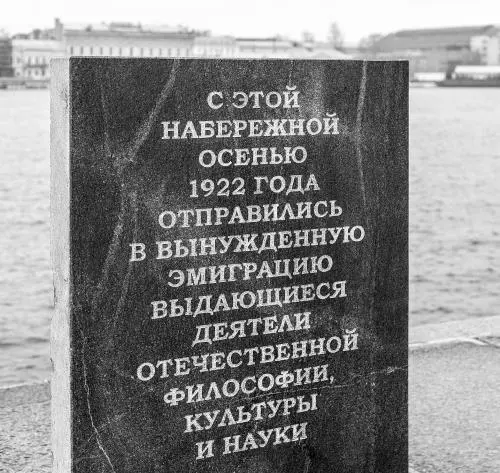 С ЭТОЙ
НАБЕРЕЖНОЙ
ОСЕНЬЮ
1922 ГОДА
ОТПРАВИЛИСЬ
В ВЫНУЖДЕННУЮ
ЭМИГРАЦИЮ
ВЫДАЮЩИЕСЯ
ДЕЯТЕЛИ
ОТЕЧЕСТВЕННОЙ
ФИЛОСОФИИ,
КУЛЬТУРЫ
И НАУКИ